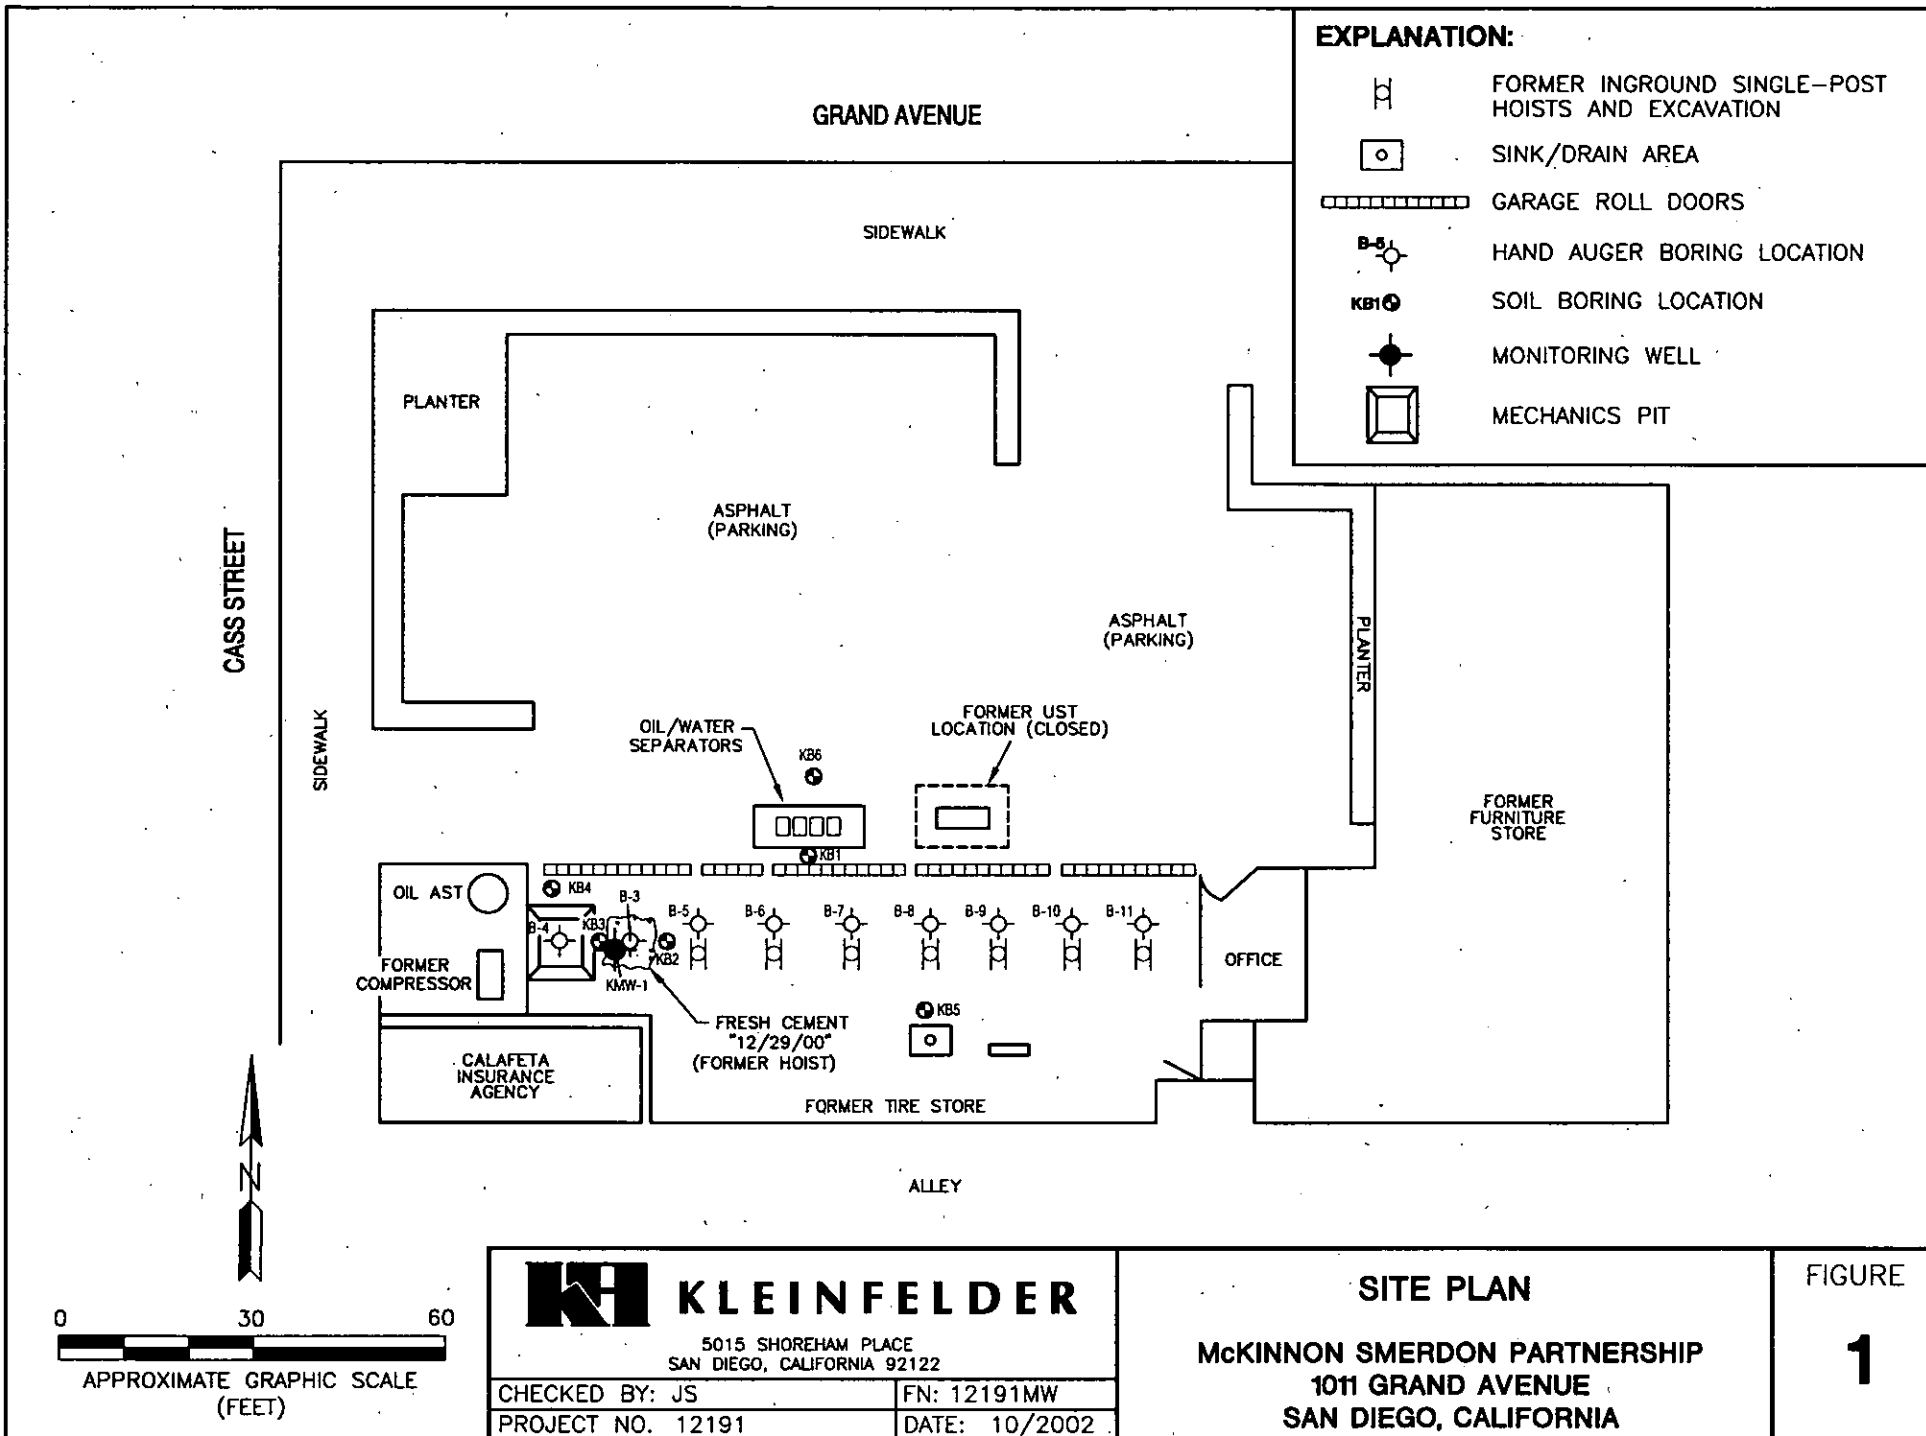 EXPLANATION:
FORMER INGROUND SINGLE-POST
HOISTS AND EXCAVATION
SINK/DRAIN AREA
GARAGE ROLL DOORS
B-5
HAND AUGER BORING LOCATION
KB1
SOIL BORING LOCATION
MONITORING WELL
MECHANICS PIT
GRAND AVENUE
SIDEWALK
PLANTER
ASPHALT
(PARKING)
CASS STREET
ASPHALT
(PARKING)
PLANTER
SIDEWALK
OIL/WATER
SEPARATORS
KB6
FORMER UST
LOCATION (CLOSED)
FORMER
FURNITURE
STORE
KB1
OIL AST
KB4
B-3
B-4
KB3
KB2
KMW-1
B-5
B-6
B-7
B-8
B-9
B-10
B-11
OFFICE
FORMER
COMPRESSOR
KB5
FRESH CEMENT
"12/29/00"
(FORMER HOIST)
CALAFETA
INSURANCE
AGENCY
FORMER TIRE STORE
ALLEY
N
0 30 60
APPROXIMATE GRAPHIC SCALE
(FEET)
KH KLEINFELDER
5015 SHOREHAM PLACE
SAN DIEGO, CALIFORNIA 92122
CHECKED BY: JS
FN: 12191MW
PROJECT NO. 12191
DATE: 10/2002
SITE PLAN
McKINNON SMERDON PARTNERSHIP
1011 GRAND AVENUE
SAN DIEGO, CALIFORNIA
FIGURE
1